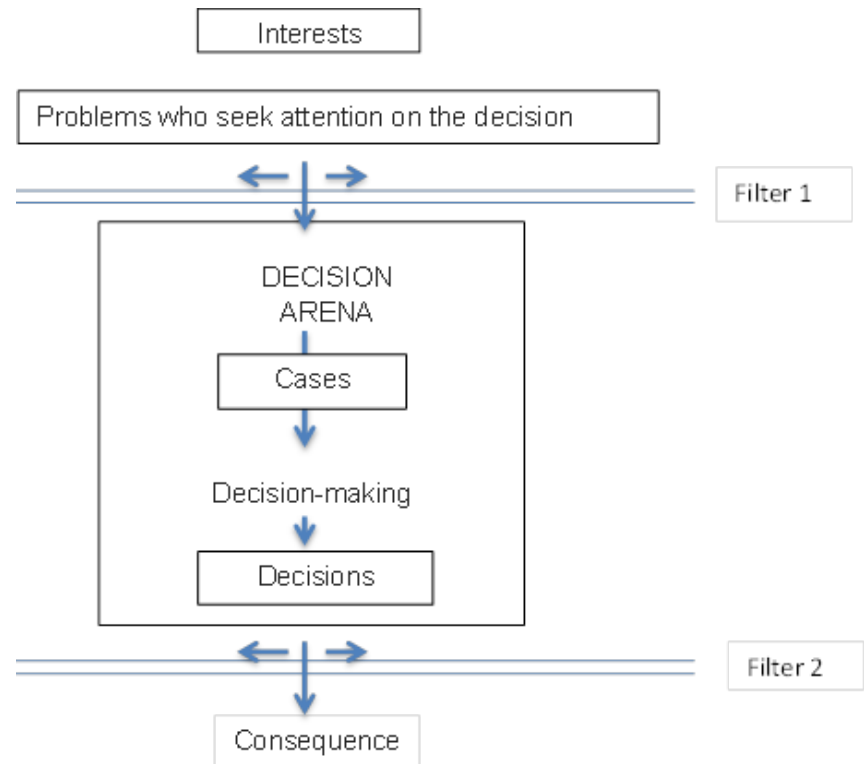 Interests
Problems who seek attention on the decision
Filter 1
DECISION
ARENA
Cases
Decision-making
Decisions
Filter 2
Consequence